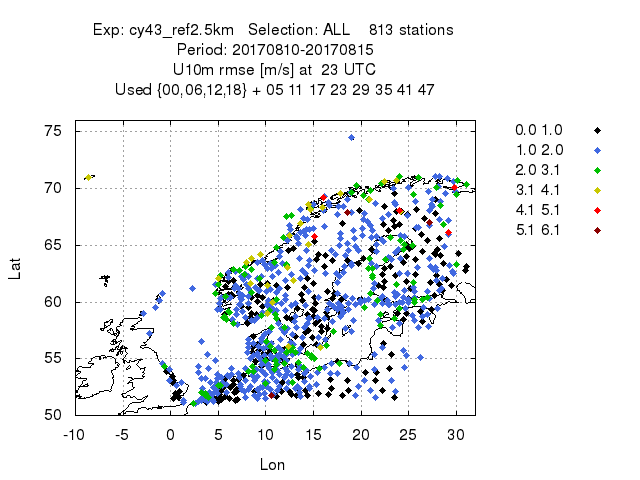 Exp: cy43_ref2.5km   Selection: ALL    813 stations
Period: 20170810-20170815
U10m rmse [m/s] at  23 UTC
Used {00,06,12,18} + 05 11 17 23 29 35 41 47
0.0 1.0
1.0 2.0
2.0 3.1
3.1 4.1
4.1 5.1
5.1 6.1
Lat
75
70
65
60
55
50
-10 -5 0 5 10 15 20 25 30
Lon